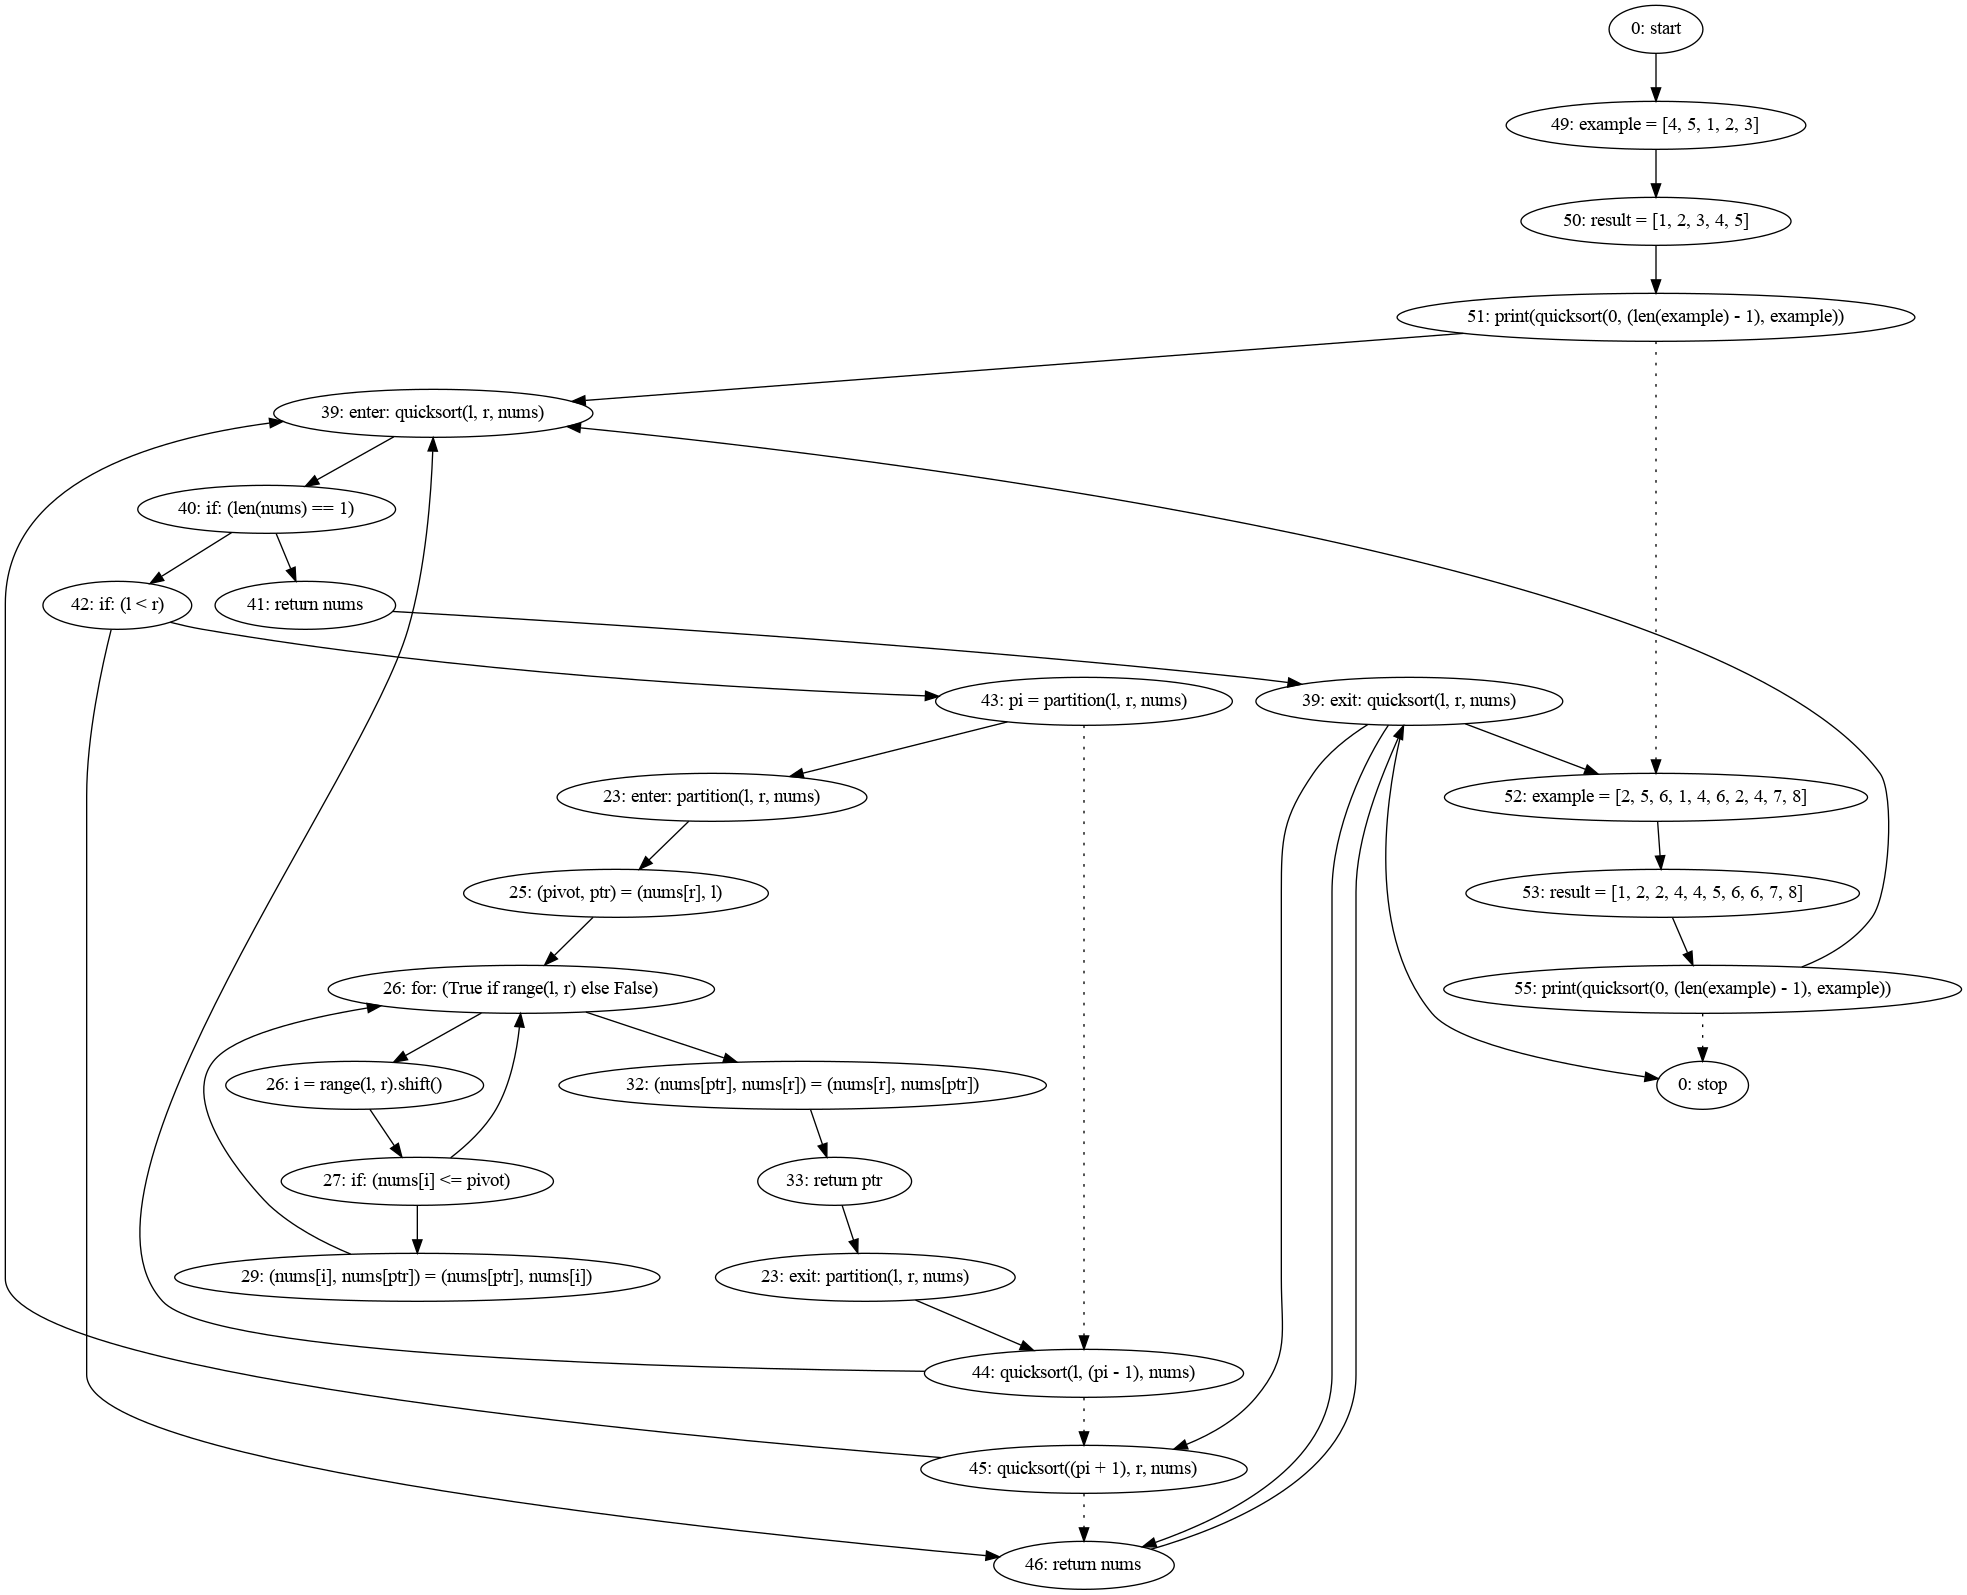 0: start
49: example = [4, 5, 1, 2, 3]
50: result = [1, 2, 3, 4, 5]
51: print(quicksort(0, (len(example) - 1), example))
39: enter: quicksort(l, r, nums)
40: if: (len(nums) == 1)
42: if: (l < r)
41: return nums
43: pi = partition(l, r, nums)
39: exit: quicksort(l, r, nums)
23: enter: partition(l, r, nums)
52: example = [2, 5, 6, 1, 4, 6, 2, 4, 7, 8]
25: (pivot, ptr) = (nums[r], l)
53: result = [1, 2, 2, 4, 4, 5, 6, 6, 7, 8]
26: for: (True if range(l, r) else False)
55: print(quicksort(0, (len(example) - 1), example))
26: i = range(l, r).shift()
32: (nums[ptr], nums[r]) = (nums[r], nums[ptr])
0: stop
27: if: (nums[i] <= pivot)
33: return ptr
29: (nums[i], nums[ptr]) = (nums[ptr], nums[i])
23: exit: partition(l, r, nums)
44: quicksort(l, (pi - 1), nums)
45: quicksort((pi + 1), r, nums)
46: return nums